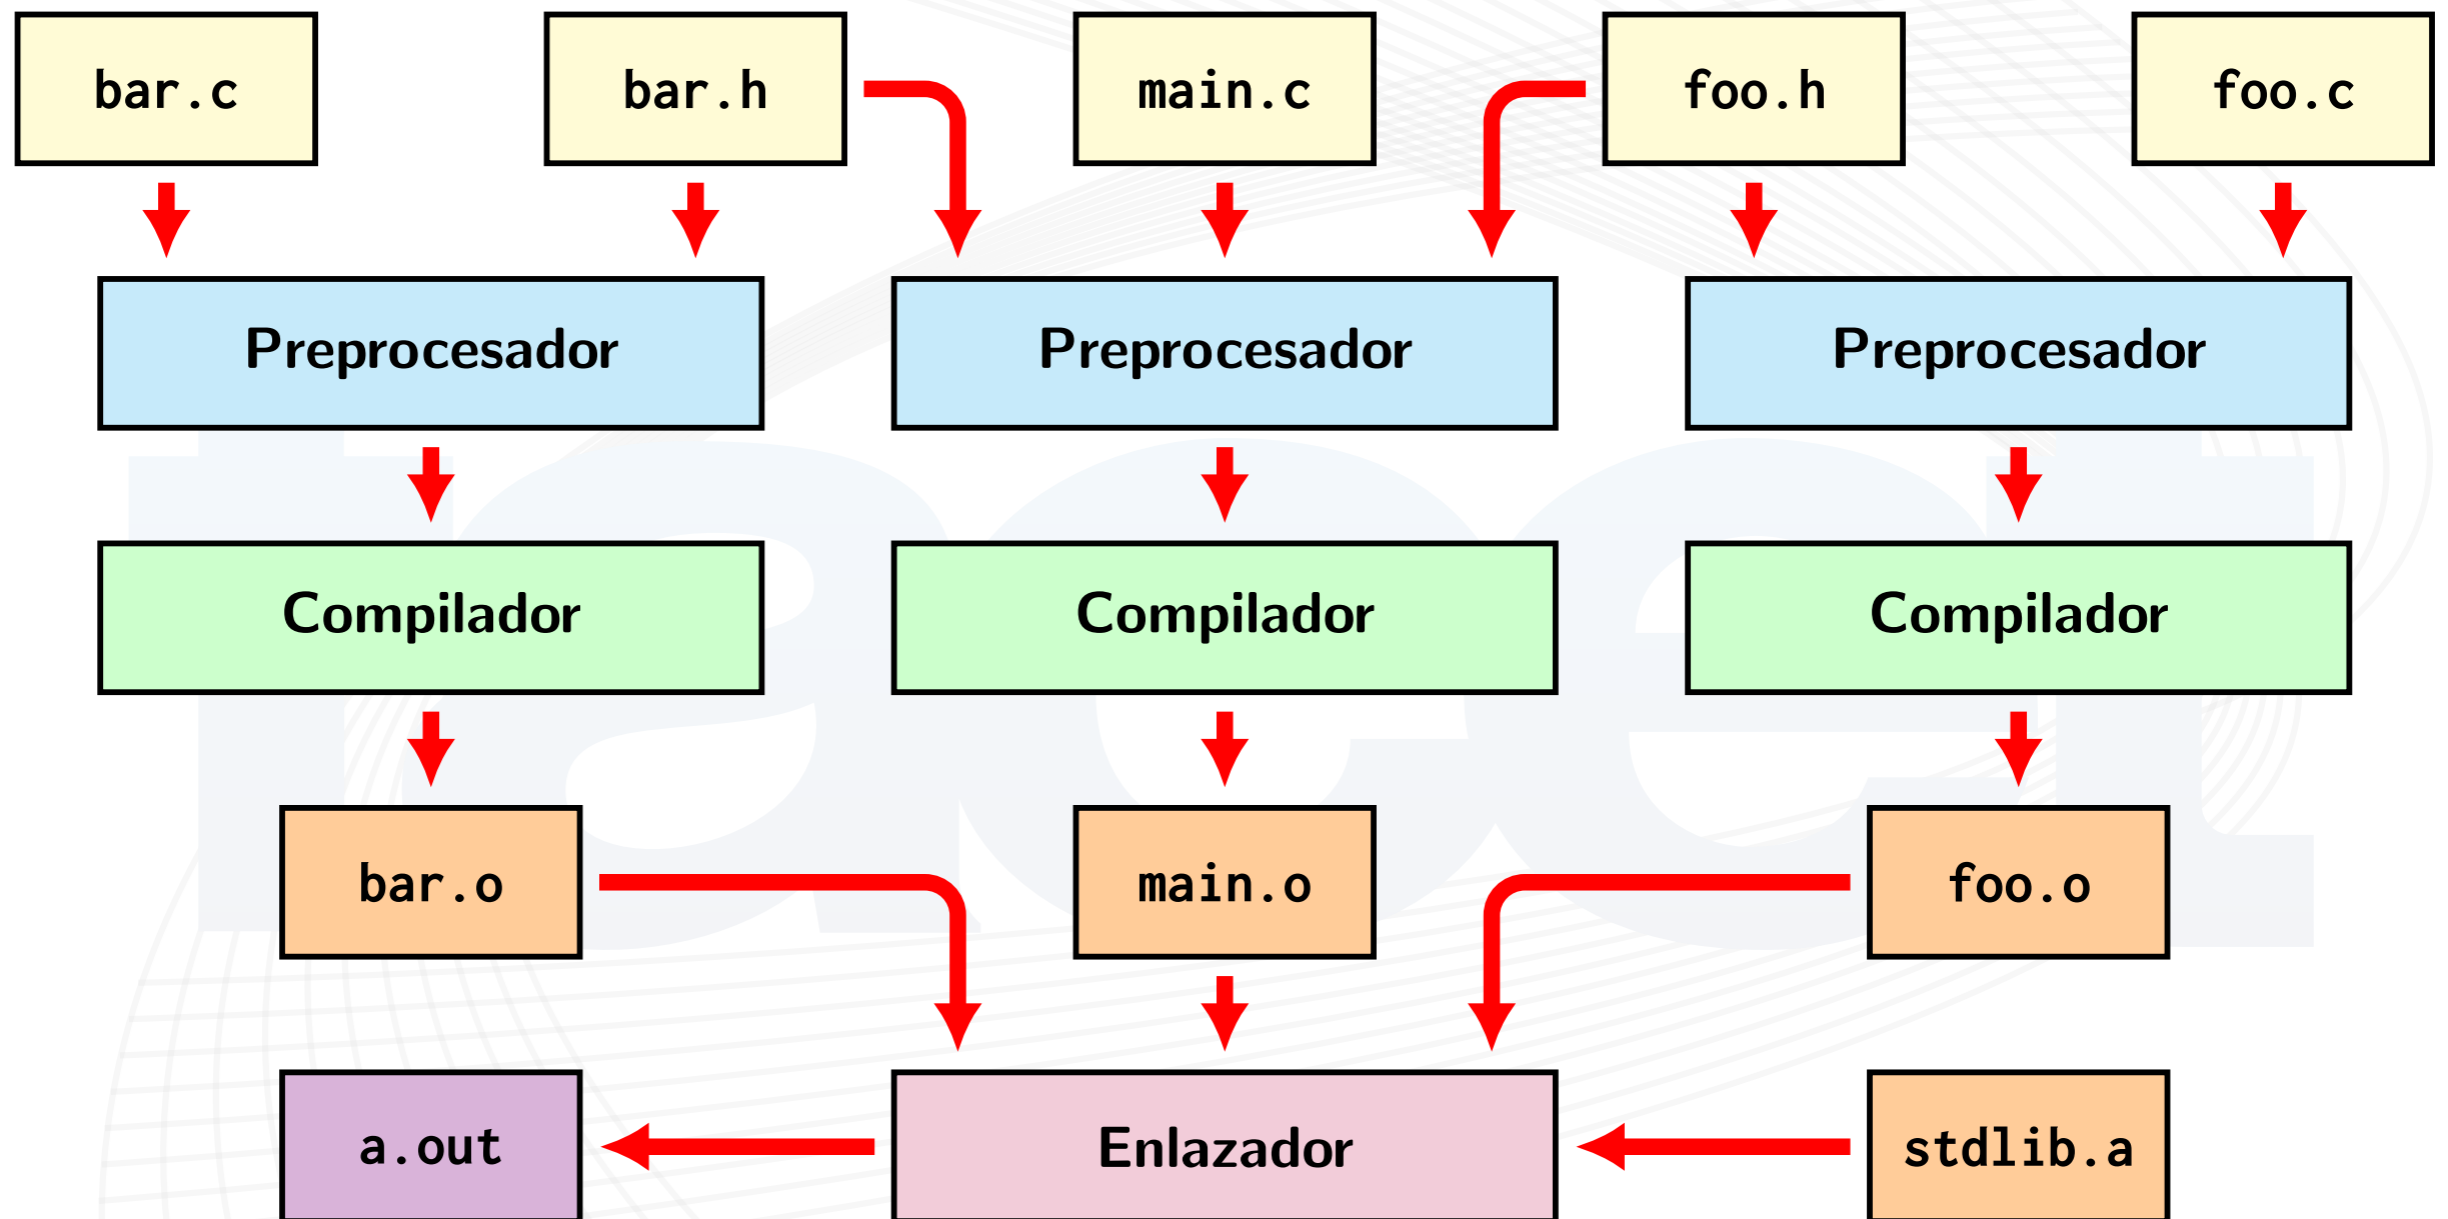 bar.c
bar.h
main.c
foo.h
foo.c
Preprocesador
Preprocesador
Preprocesador
Compilador
Compilador
Compilador
bar.o
main.o
foo.o
a.out
Enlazador
stdlib.a